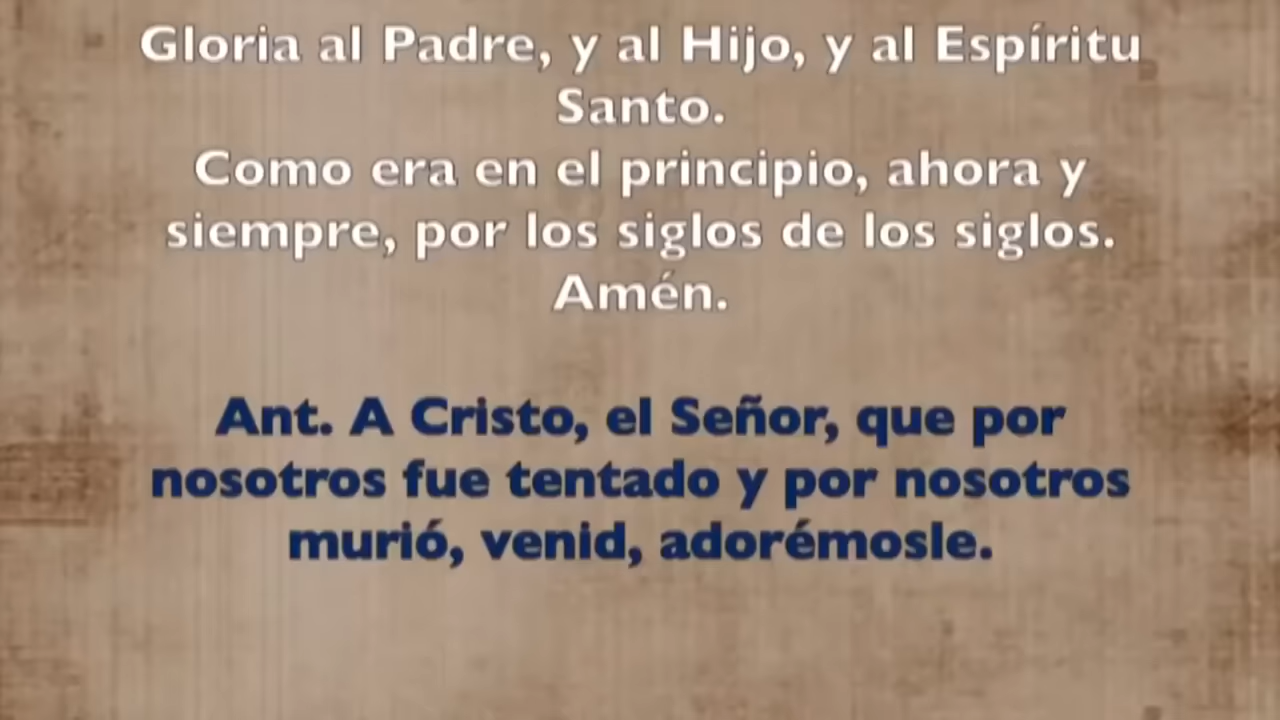 Gloria al Padre, y al Hijo, y al Espíritu
Santo.
Como era en el principio, ahora y
siempre, por los siglos de los siglos.
Amén.
Ant. A Cristo, el Señor, que por
nosotros fue tentado y por nosotros
murió, venid, adorémosle.